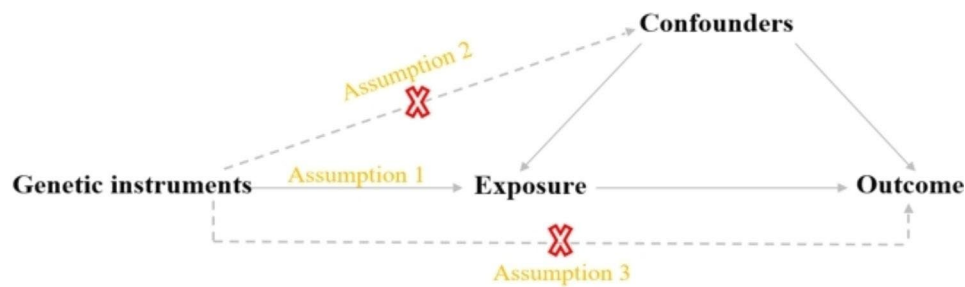 Confounders
Assumption 2
Genetic instruments
Assumption 1
Exposure
Outcome
Assumption 3